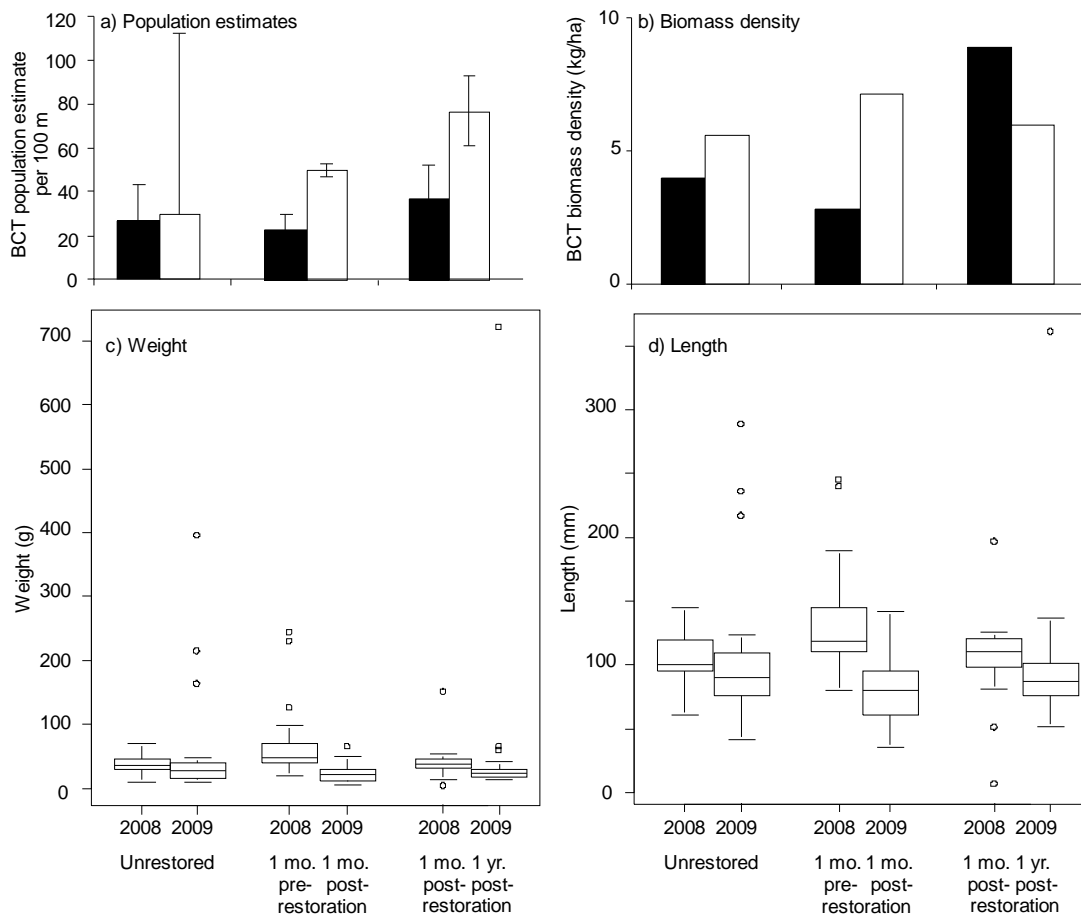 a) Population estimates
BCT population estimate
per 100 m
120
100
80
60
40
20
0
b) Biomass density
BCT biomass density (kg/ha)
10
5
0
c) Weight
Weight (g)
700
600
500
400
300
200
100
0
2008 2009 2008 2009 2008 2009
Unrestored 1 mo. 1 mo. 1 mo. 1 yr.
pre- post- post- post-
restoration restoration
d) Length
Length (mm)
300
200
100
0
2008 2009 2008 2009 2008 2009
Unrestored 1 mo. 1 mo. 1 mo. 1 yr.
pre- post- post- post-
restoration restoration